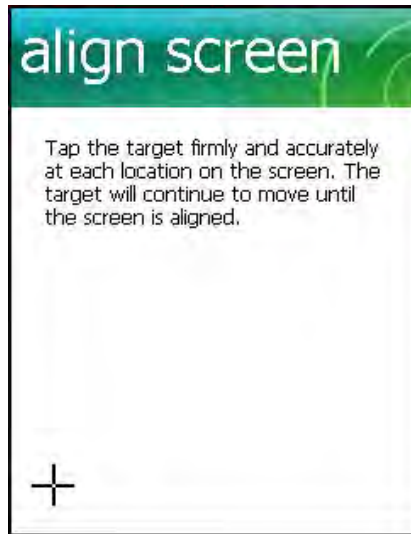 align screen
Tap the target firmly and accurately
at each location on the screen. The
target will continue to move until
the screen is aligned.